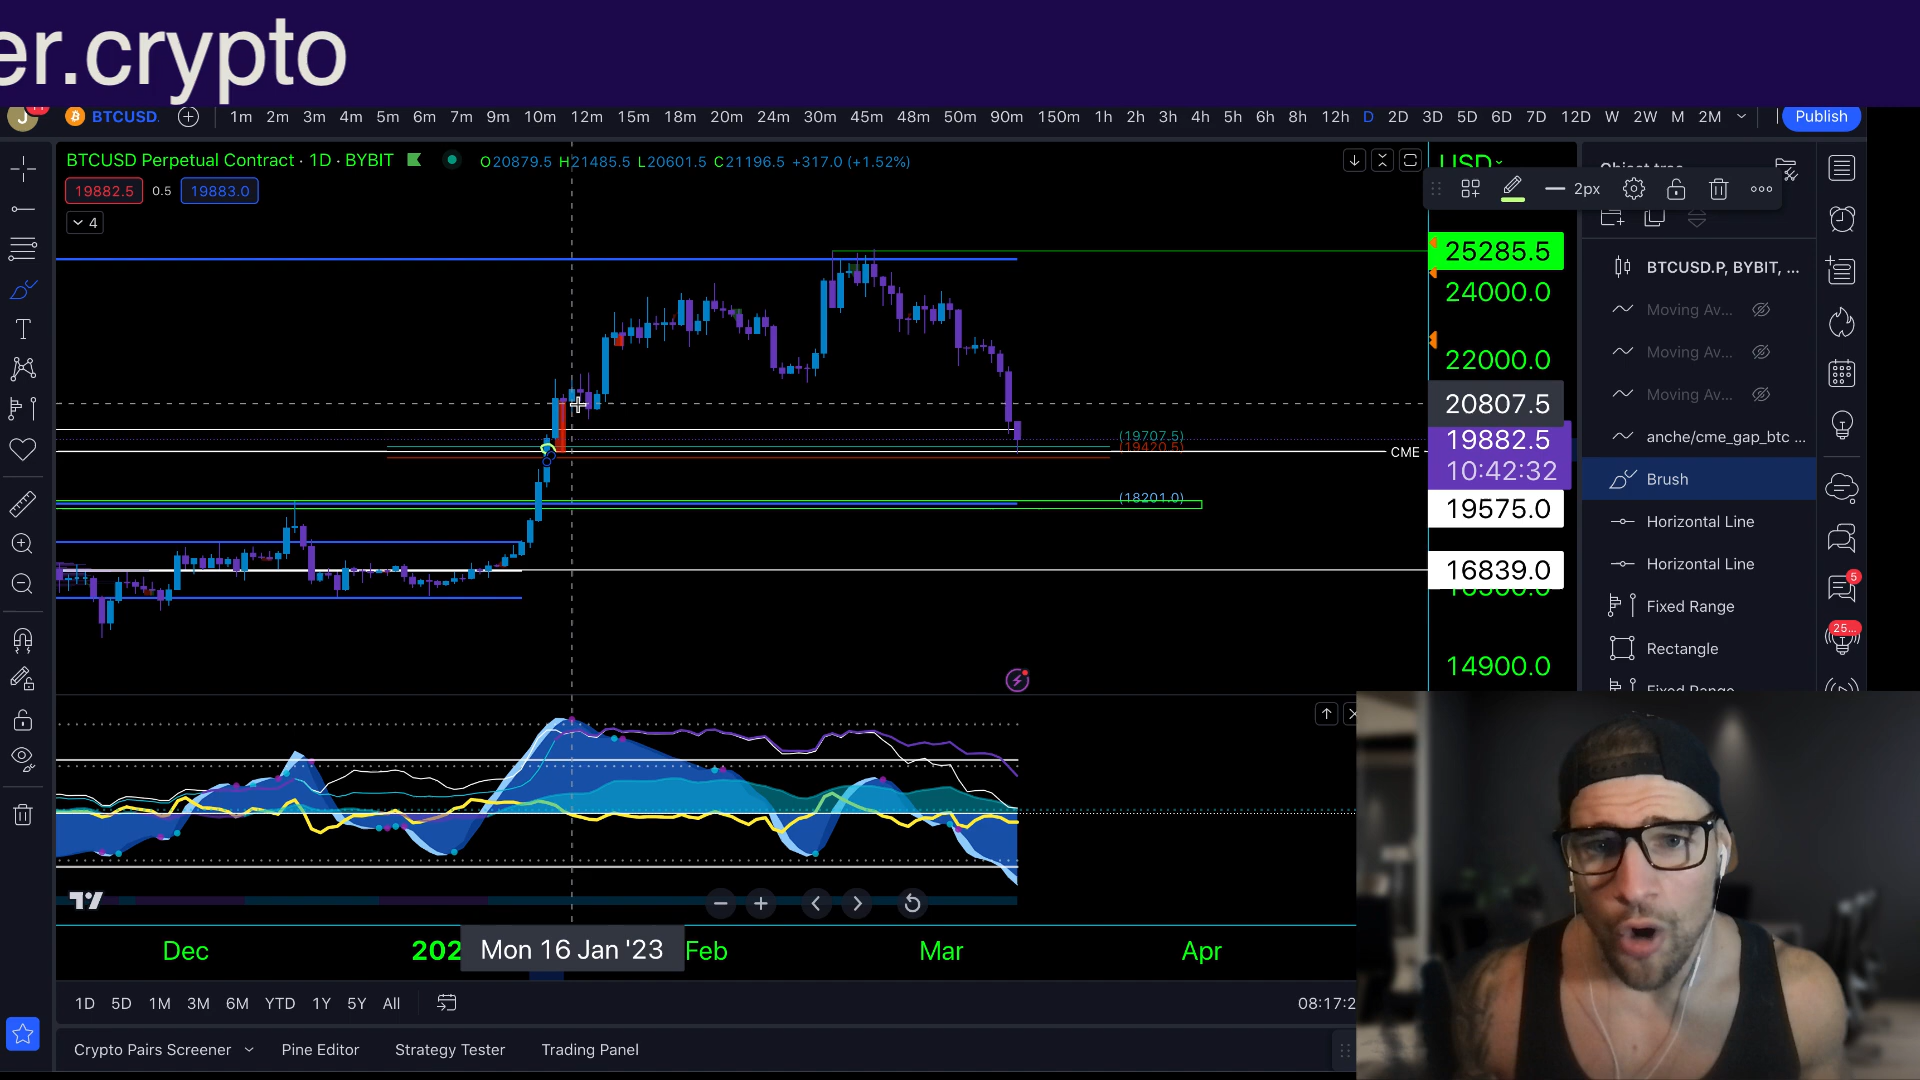 er.crypto
J 11 BTCUSD. 1m 2m 3m 4m 5m 6m 7m 9m 10m 12m 15m 18m 20m 24m 30m 45m 48m 50m 90m 150m 1h 2h 3h 4h 5h 6h 8h 12h D 2D 3D 5D 6D 7D 12D W 2W M 2M Publish
BTCUSD Perpetual Contract · 1D · BYBIT O20879.5 H21485.5 L20601.5 C21196.5 +317.0 (+1.52%) USD Object tree
19882.5 0.5 19883.0 2px
4
25285.5
24000.0
22000.0
20807.5
19882.5
10:42:32
19575.0
16839.0
14900.0
(19707.5)
(19420.5)
CME
(18201.0)
BTCUSD.P, BYBIT, ...
Moving Av...
Moving Av...
Moving Av...
anche/cme_gap_btc ...
Brush
Horizontal Line
Horizontal Line
Fixed Range
Rectangle
Fixed Range
5
25...
Dec 202 Mon 16 Jan '23 Feb Mar Apr
1D 5D 1M 3M 6M YTD 1Y 5Y All 08:17:2
Crypto Pairs Screener Pine Editor Strategy Tester Trading Panel